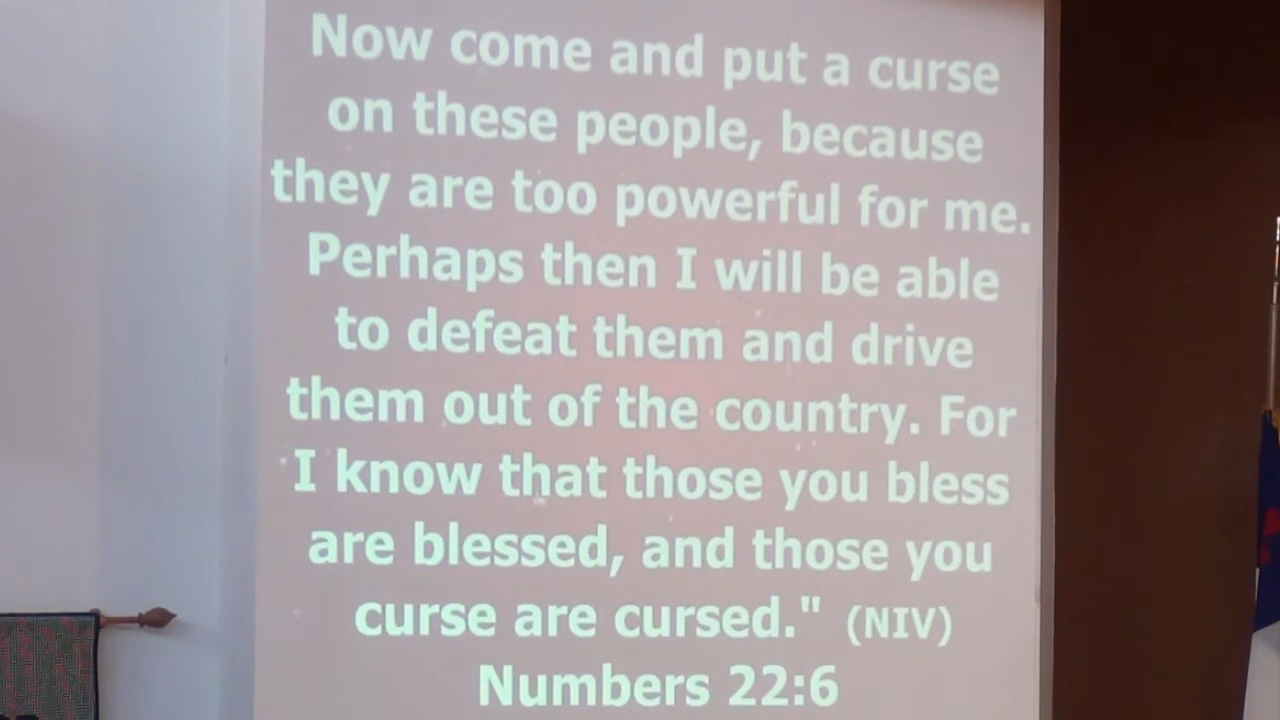 Now come and put a curse
on these people, because
they are too powerful for me.
Perhaps then I will be able
to defeat them and drive
them out of the country. For
I know that those you bless
are blessed, and those you
curse are cursed." (NIV)
Numbers 22:6